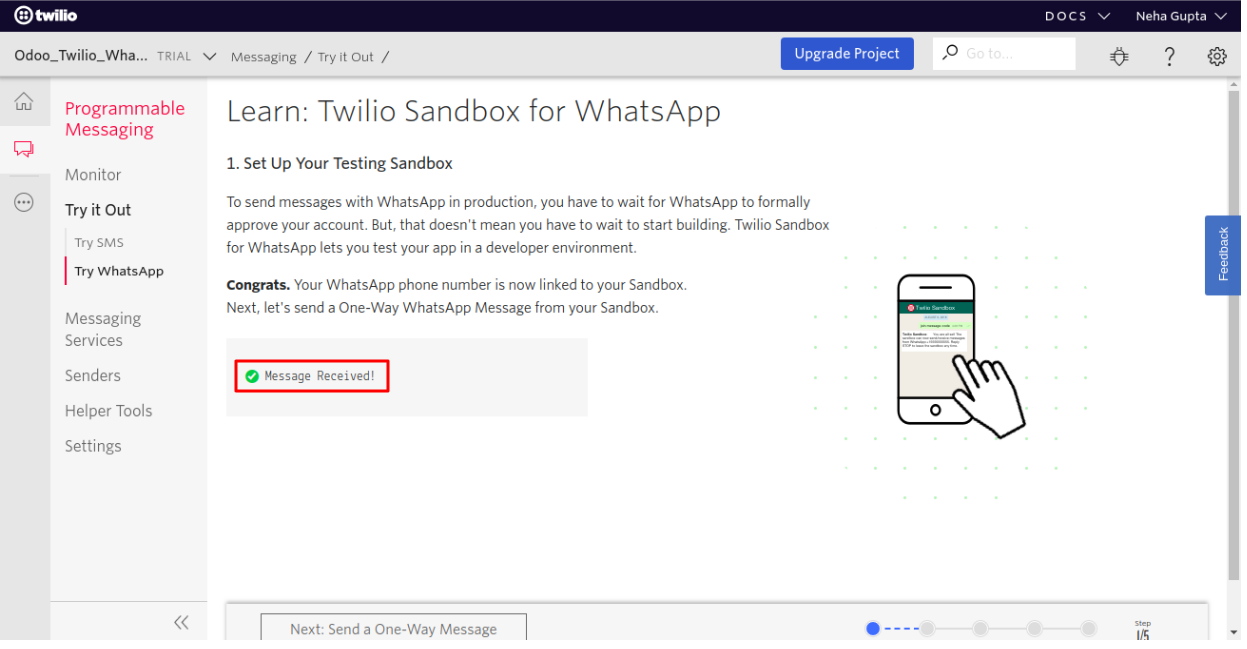 twilio
DOCS
Neha Gupta
Odoo_Twilio_Wha... TRIAL
Messaging / Try it Out /
Upgrade Project
Go to...
Programmable
Messaging
Monitor
Try it Out
Try SMS
Try WhatsApp
Messaging
Services
Senders
Helper Tools
Settings
Learn: Twilio Sandbox for WhatsApp
1. Set Up Your Testing Sandbox
To send messages with WhatsApp in production, you have to wait for WhatsApp to formally
approve your account. But, that doesn't mean you have to wait to start building. Twilio Sandbox
for WhatsApp lets you test your app in a developer environment.
Congrats. Your WhatsApp phone number is now linked to your Sandbox.
Next, let's send a One-Way WhatsApp Message from your Sandbox.
Message Received!
Twilio Sandbox
Feedback
Next: Send a One-Way Message
Step
1/5